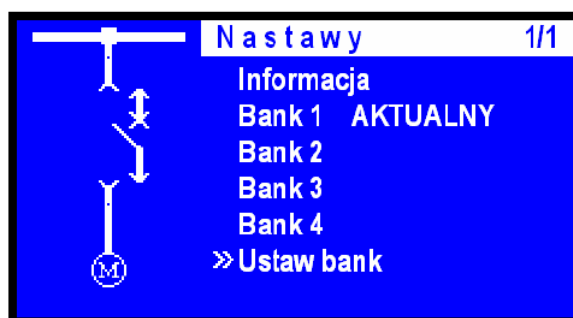 Nastawy 1/1
Informacja
Bank 1 AKTUALNY
Bank 2
Bank 3
Bank 4
» Ustaw bank
M